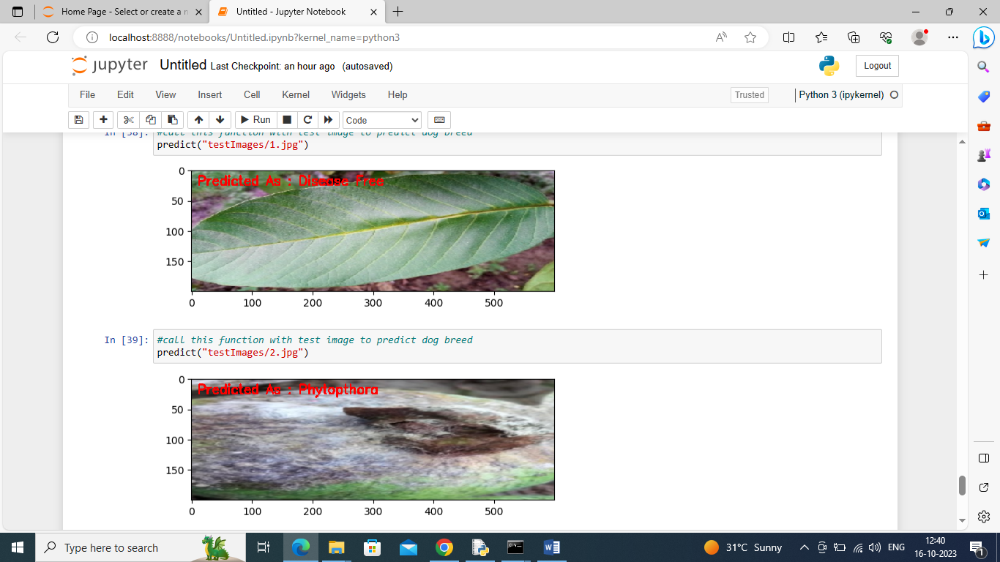 Home Page - Select or create a n
Untitled - Jupyter Notebook
localhost:8888/notebooks/Untitled.ipynb?kernel_name=python3
jupyter Untitled Last Checkpoint: an hour ago (autosaved)
Logout
File Edit View Insert Cell Kernel Widgets Help
Trusted
Python 3 (ipykernel)
Run
Code
In [38]: #call this function with test image to predict dog breed
predict("testImages/1.jpg")
Predicted As : Disease Free
0
50
100
150
0 100 200 300 400 500
In [39]: #call this function with test image to predict dog breed
predict("testImages/2.jpg")
Predicted As : Phytopthora
0
50
100
150
0 100 200 300 400 500
Type here to search
31°C Sunny
ENG
12:40
16-10-2023
1